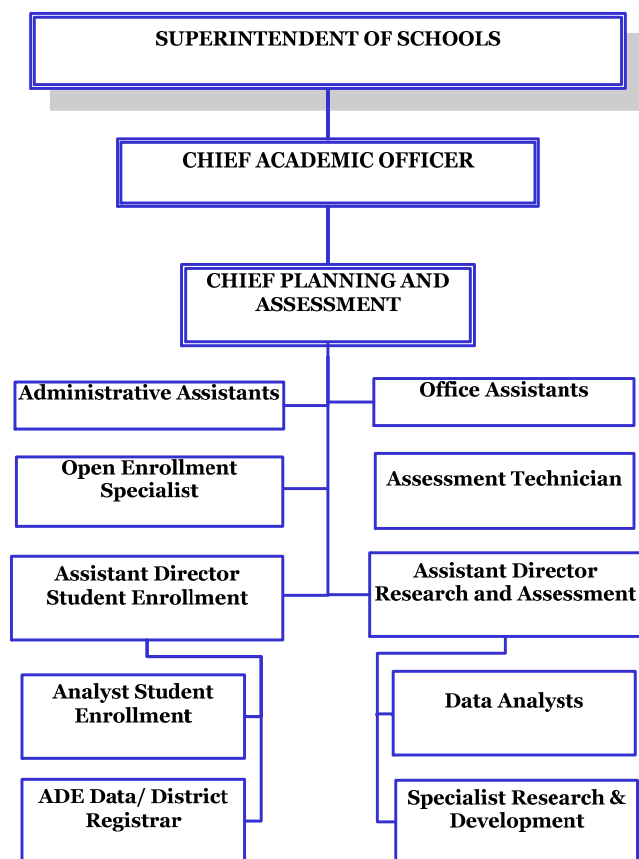 SUPERINTENDENT OF SCHOOLS
CHIEF ACADEMIC OFFICER
CHIEF PLANNING AND
ASSESSMENT
Administrative Assistants
Office Assistants
Open Enrollment
Specialist
Assessment Technician
Assistant Director
Student Enrollment
Assistant Director
Research and Assessment
Analyst Student
Enrollment
Data Analysts
ADE Data/ District
Registrar
Specialist Research &
Development